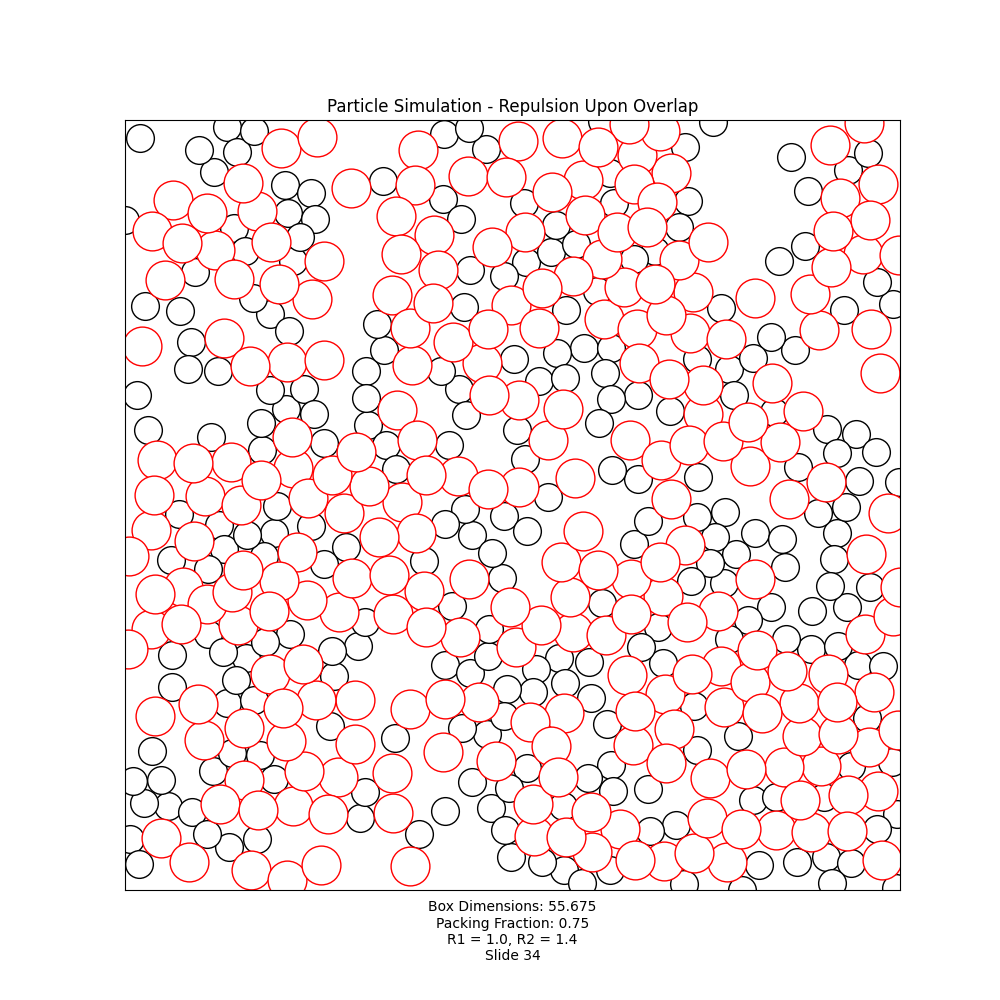 Particle Simulation - Repulsion Upon Overlap
Box Dimensions: 55.675
Packing Fraction: 0.75
R1 = 1.0, R2 = 1.4
Slide 34